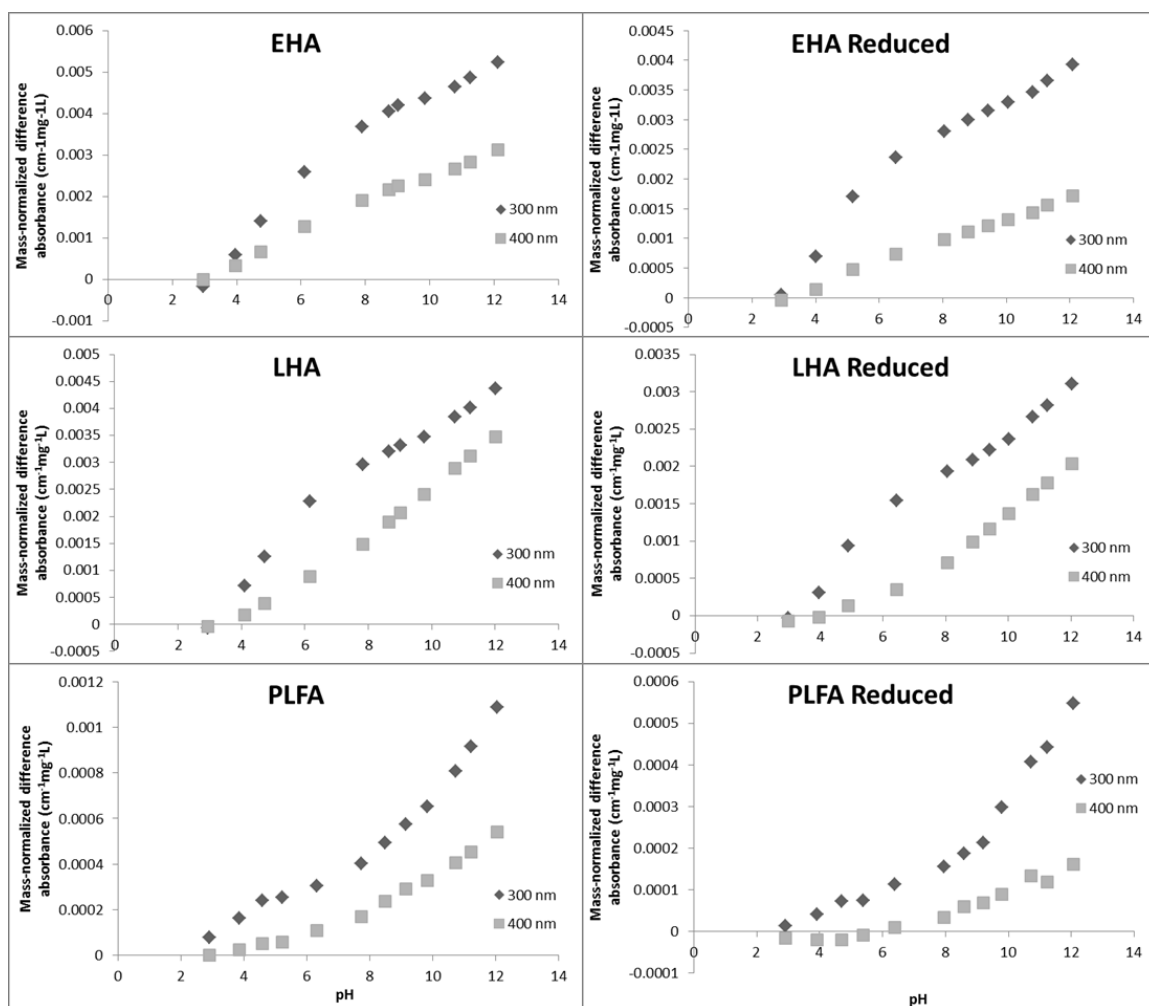 EHA
Mass-normalized difference
absorbance (cm-1mg-1L)
0.006
0.005
0.004
0.003
0.002
0.001
0
-0.001
0 2 4 6 8 10 12 14
300 nm
400 nm
EHA Reduced
Mass-normalized difference
absorbance (cm-1mg-1L)
0.0045
0.004
0.0035
0.003
0.0025
0.002
0.0015
0.001
0.0005
0
-0.0005
0 2 4 6 8 10 12 14
300 nm
400 nm
LHA
Mass-normalized difference
absorbance (cm⁻¹mg⁻¹L)
0.005
0.0045
0.004
0.0035
0.003
0.0025
0.002
0.0015
0.001
0.0005
0
-0.0005
0 2 4 6 8 10 12 14
300 nm
400 nm
LHA Reduced
Mass-normalized difference
absorbance (cm⁻¹mg⁻¹L)
0.0035
0.003
0.0025
0.002
0.0015
0.001
0.0005
0
-0.0005
0 2 4 6 8 10 12 14
300 nm
400 nm
PLFA
Mass-normalized difference
absorbance (cm⁻¹mg⁻¹L)
0.0012
0.001
0.0008
0.0006
0.0004
0.0002
0
0 2 4 6 8 10 12 14
pH
300 nm
400 nm
PLFA Reduced
Mass-normalized difference
absorbance (cm⁻¹mg⁻¹L)
0.0006
0.0005
0.0004
0.0003
0.0002
0.0001
0
-0.0001
0 2 4 6 8 10 12 14
pH
300 nm
400 nm